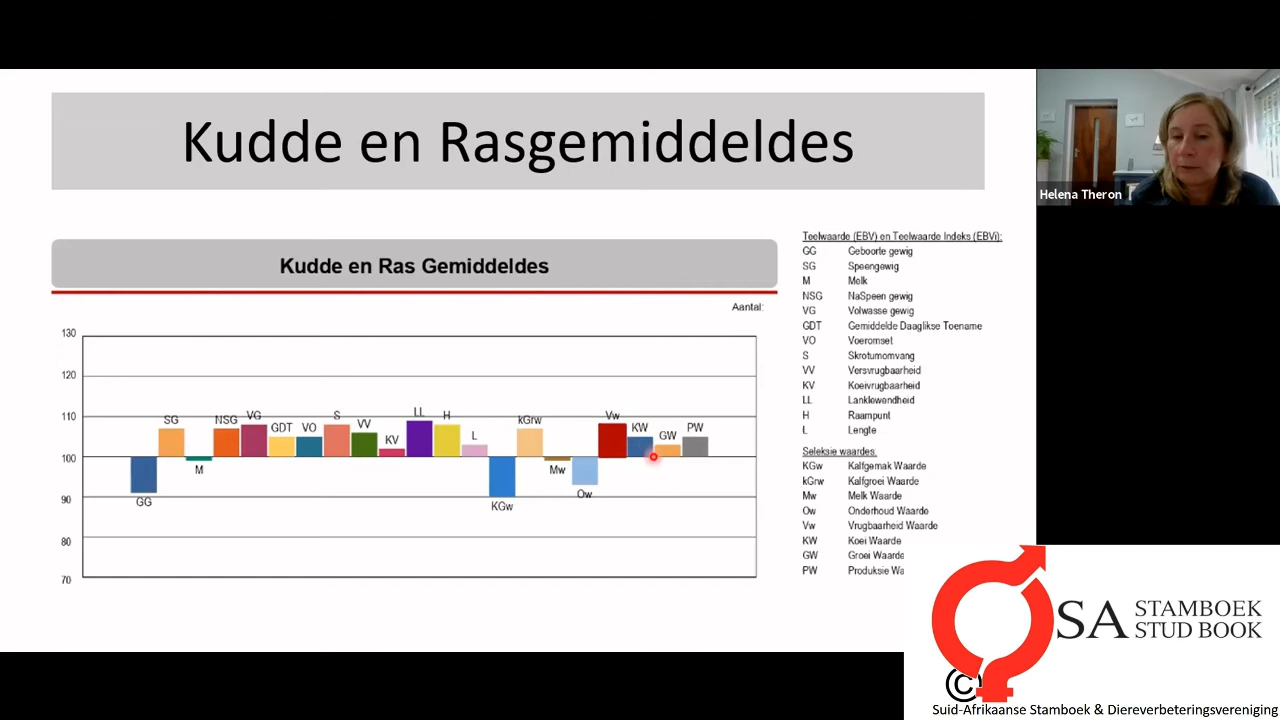 Kudde en Rasgemiddeldes
Helena Theron
Kudde en Ras Gemiddeldes
Aantal:
130
120
110
100
90
80
70
GG
SG
M
NSG
VG
GDT
VO
S
VV
KV
LL
H
L
KGw
kGrw
Mw
Ow
Vw
KW
GW
PW
Teelwaarde (EBV) en Teelwaarde Indeks (EBVi):
GG Geboorte gewig
SG Speengewig
M Melk
NSG NaSpeen gewig
VG Volwasse gewig
GDT Gemiddelde Daaglikse Toename
VO Voeromset
S Skrotumomvang
VV Versvrugbaarheid
KV Koeivrugbaarheid
LL Lanklewendheid
H Raampunt
L Lengte
Seleksie waardes:
KGw Kalfgemak Waarde
kGrw Kalfgroei Waarde
Mw Melk Waarde
Ow Onderhoud Waarde
Vw Vrugbaarheid Waarde
KW Koei Waarde
GW Groei Waarde
PW Produksie Wa
SA STAMBOEK
STUD BOOK
©
Suid-Afrikaanse Stamboek & Diereverbeteringsvereniging